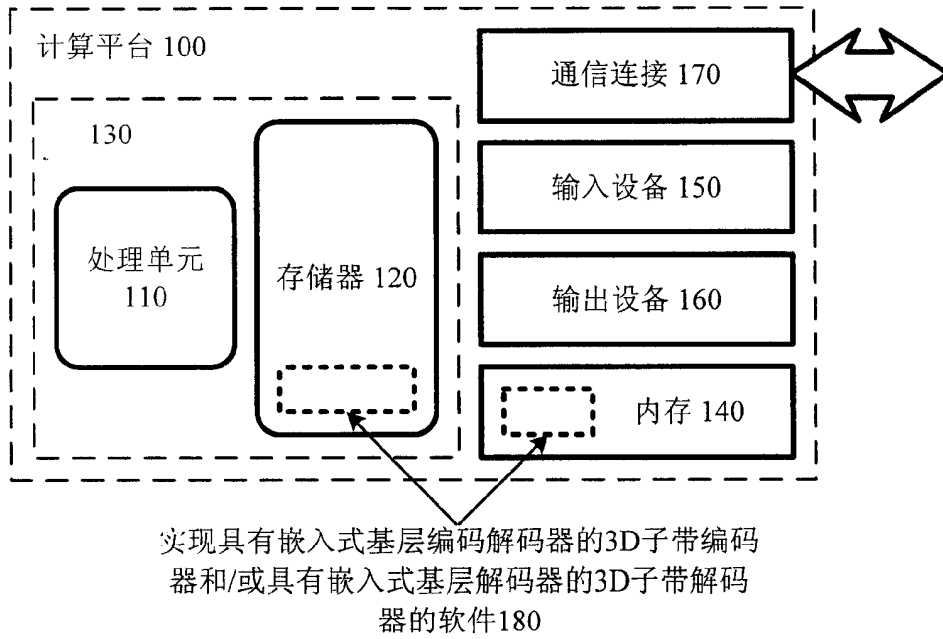 计算平台 100
130
处理单元
110
存储器 120
通信连接 170
输入设备 150
输出设备 160
内存 140
实现具有嵌入式基层编码解码器的3D子带编码
器和/或具有嵌入式基层解码器的3D子带解码
器的软件180